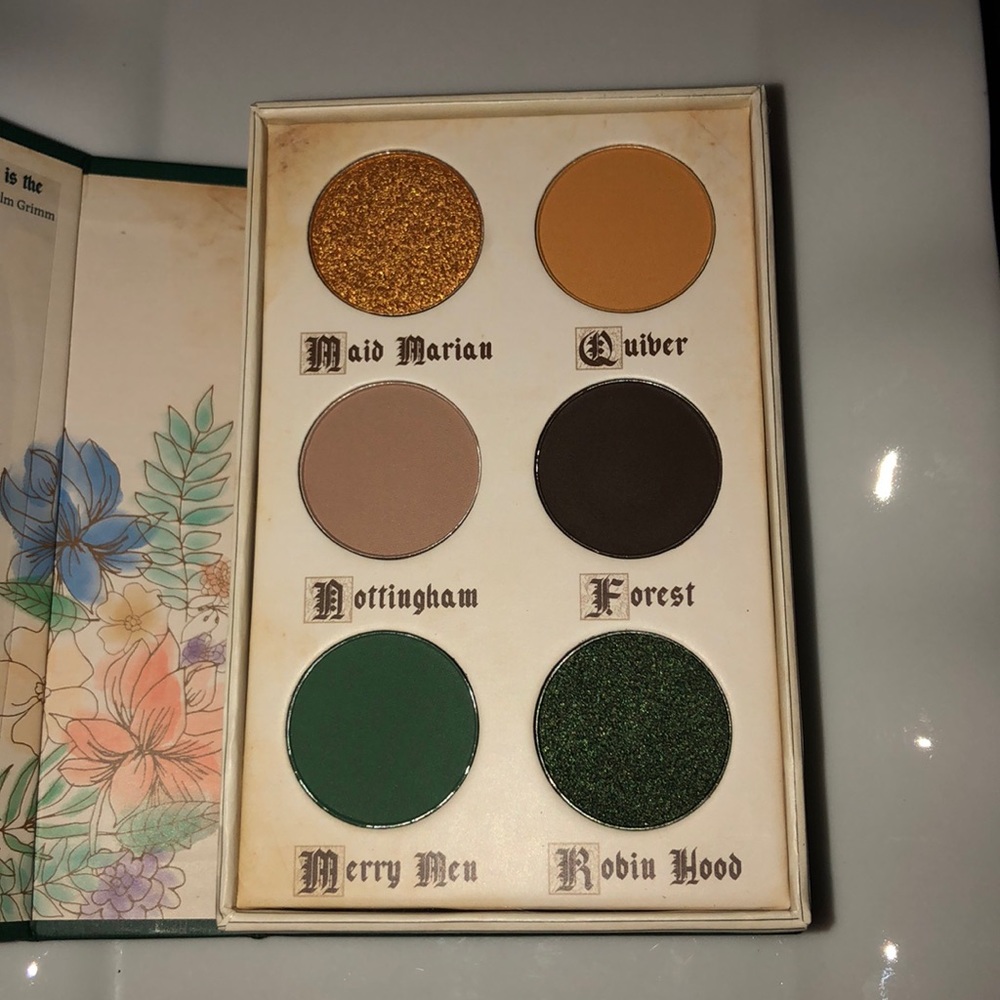 is the
lm Grimm
Maid Marian
Quiver
Nottingham
Forest
Merry Men
Robin Hood